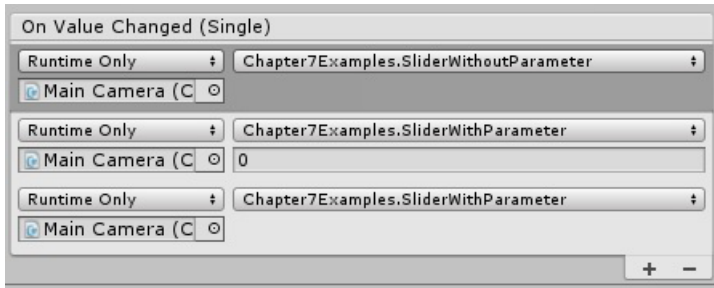 On Value Changed (Single)
Runtime Only Chapter7Examples.SliderWithoutParameter
Main Camera (C
Runtime Only Chapter7Examples.SliderWithParameter
Main Camera (C 0
Runtime Only Chapter7Examples.SliderWithParameter
Main Camera (C
+ −